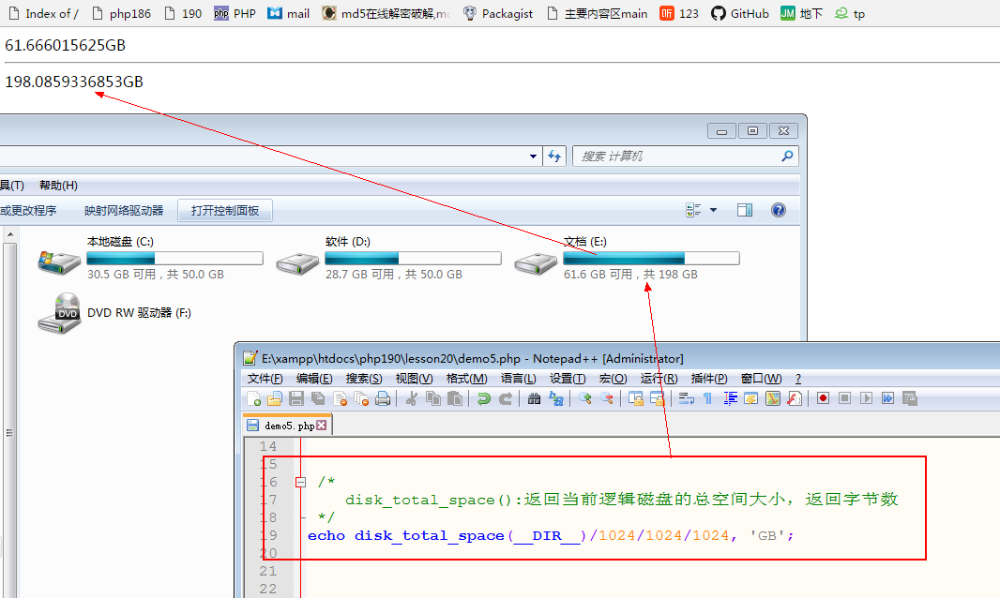 Index of / php186 190 PHP mail md5在线解密破解,md Packagist 主要内容区main 123 GitHub JM 地下 tp
61.666015625GB
198.0859336853GB
搜索 计算机
具(T) 帮助(H)
或更改程序 映射网络驱动器 打开控制面板
本地磁盘 (C:) 软件 (D:) 文档 (E:)
30.5 GB 可用，共 50.0 GB 28.7 GB 可用，共 50.0 GB 61.6 GB 可用，共 198 GB
DVD DVD RW 驱动器 (F:)
E:\xampp\htdocs\php190\lesson20\demo5.php - Notepad++ [Administrator]
文件(F) 编辑(E) 搜索(S) 视图(V) 格式(M) 语言(L) 设置(T) 宏(O) 运行(R) 插件(P) 窗口(W) ?
demo5.php
14
15
16 /*
17 disk_total_space():返回当前逻辑磁盘的总空间大小，返回字节数
18 */
19 echo disk_total_space(__DIR__)/1024/1024/1024, 'GB';
20
21
22